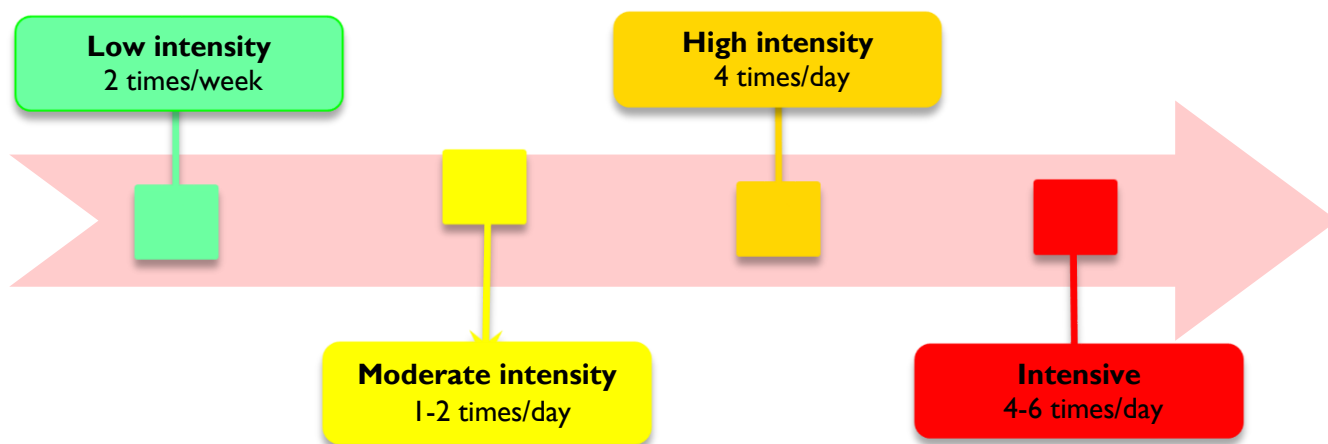 Low intensity
2 times/week
High intensity
4 times/day
Moderate intensity
1-2 times/day
Intensive
4-6 times/day